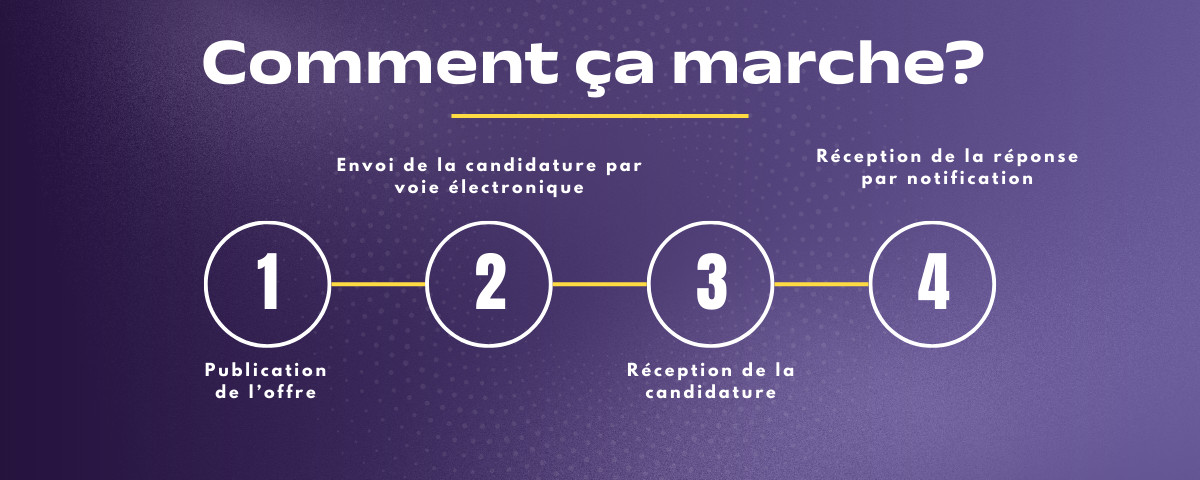 Comment ça marche?
Envoi de la candidature par
voie électronique
Réception de la réponse
par notification
1
2
3
4
Publication
de l’offre
Réception de la
candidature